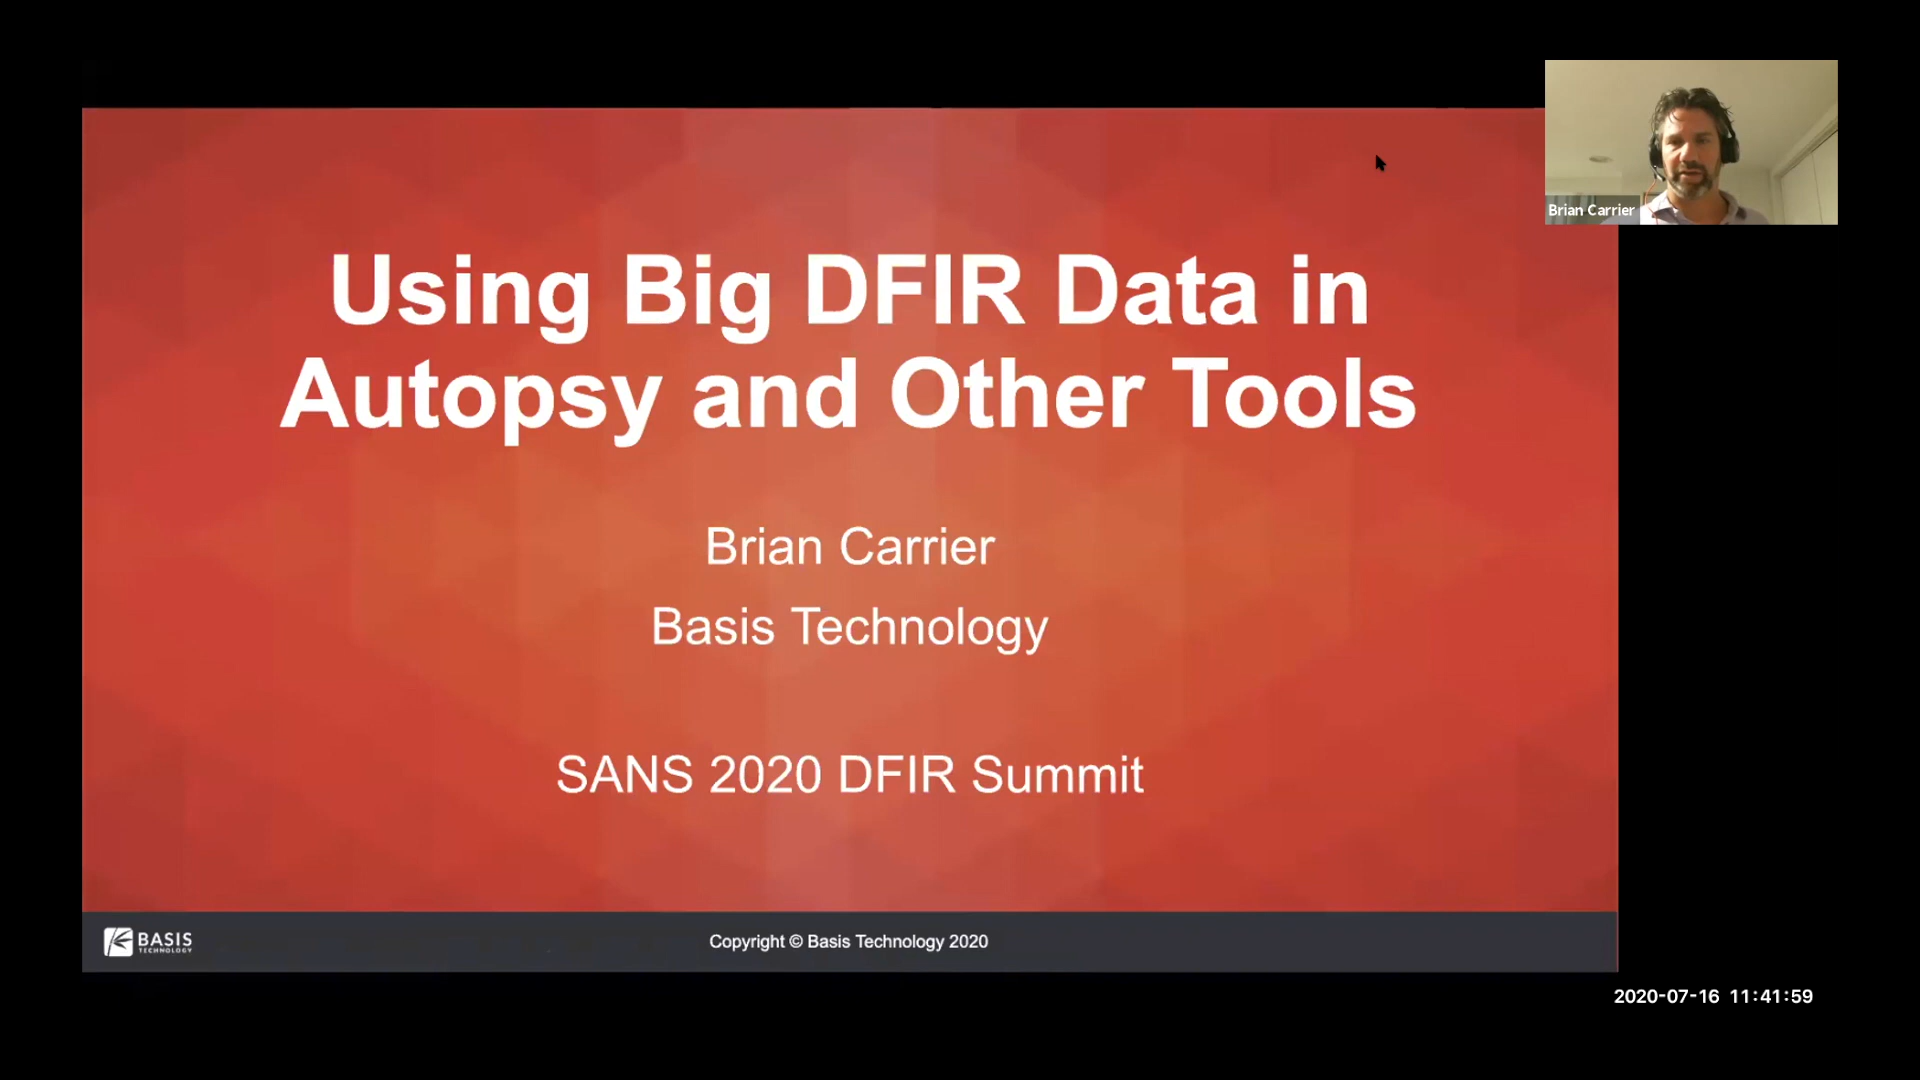 Brian Carrier
Using Big DFIR Data in
Autopsy and Other Tools
Brian Carrier
Basis Technology
SANS 2020 DFIR Summit
BASIS
TECHNOLOGY
Copyright © Basis Technology 2020
2020-07-16 11:41:59